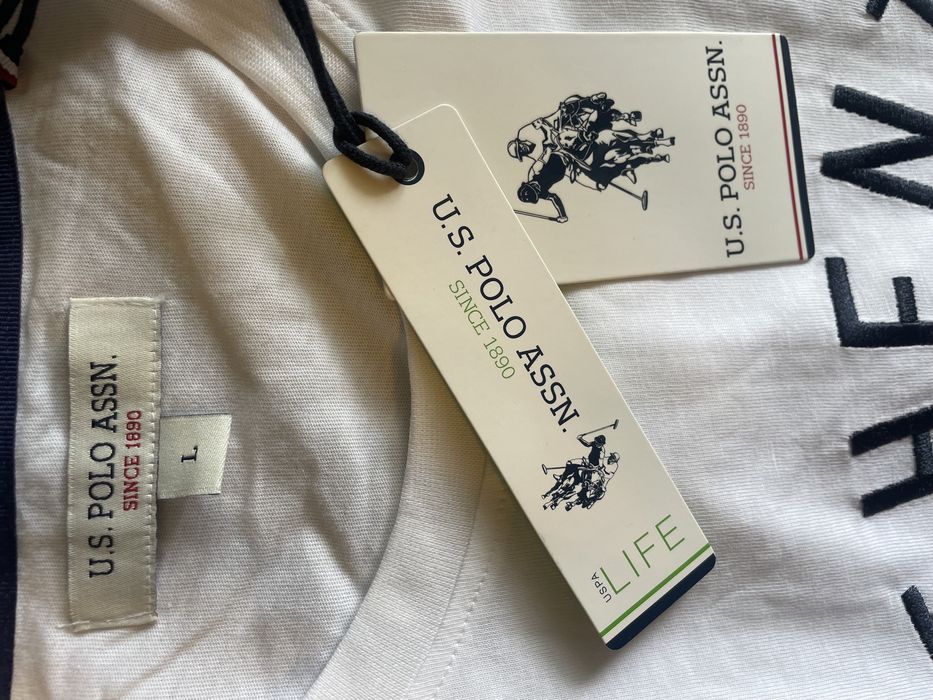 U.S. POLO ASSN.
SINCE 1890
L
U.S. POLO ASSN.
SINCE 1890
USPA
LIFE
U.S. POLO ASSN.
SINCE 1890